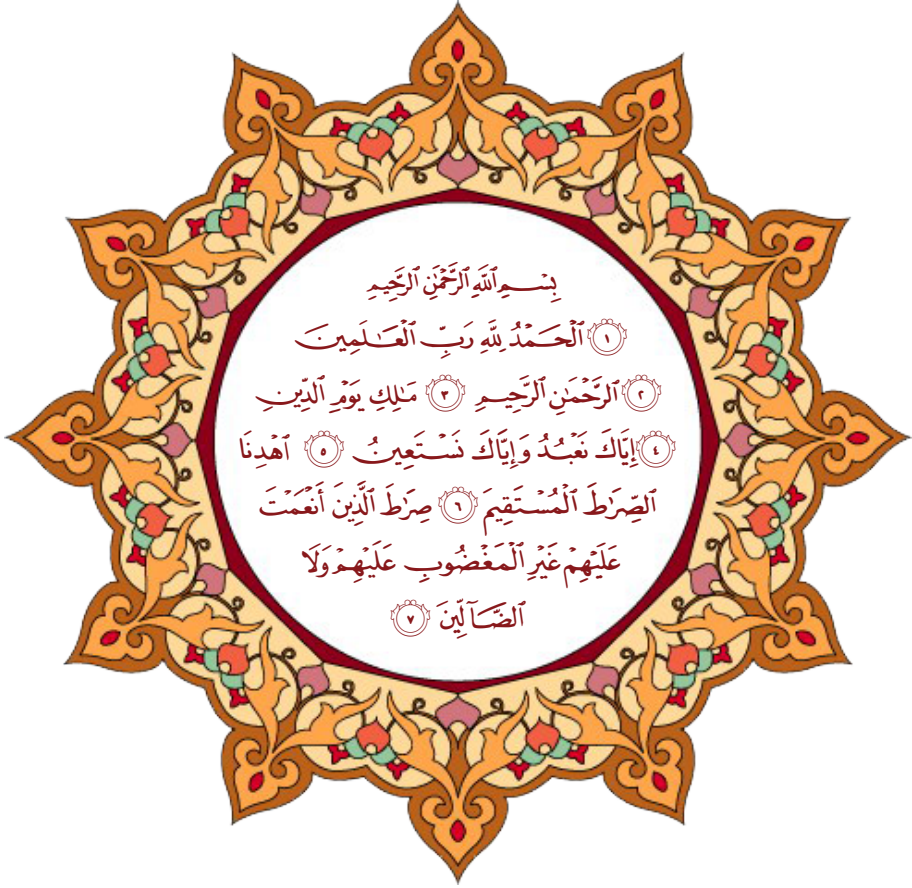 بِسْمِ ٱللَّهِ ٱلرَّحْمَٰنِ ٱلرَّحِيمِ
١ ٱلْحَمْدُ لِلَّهِ رَبِّ ٱلْعَٰلَمِينَ
٢ ٱلرَّحْمَٰنِ ٱلرَّحِيمِ ٣ مَٰلِكِ يَوْمِ ٱلدِّينِ
٤ إِيَّاكَ نَعْبُدُ وَإِيَّاكَ نَسْتَعِينُ ٥ ٱهْدِنَا
ٱلصِّرَٰطَ ٱلْمُسْتَقِيمَ ٦ صِرَٰطَ ٱلَّذِينَ أَنْعَمْتَ
عَلَيْهِمْ غَيْرِ ٱلْمَغْضُوبِ عَلَيْهِمْ وَلَا
ٱلضَّآلِّينَ ٧